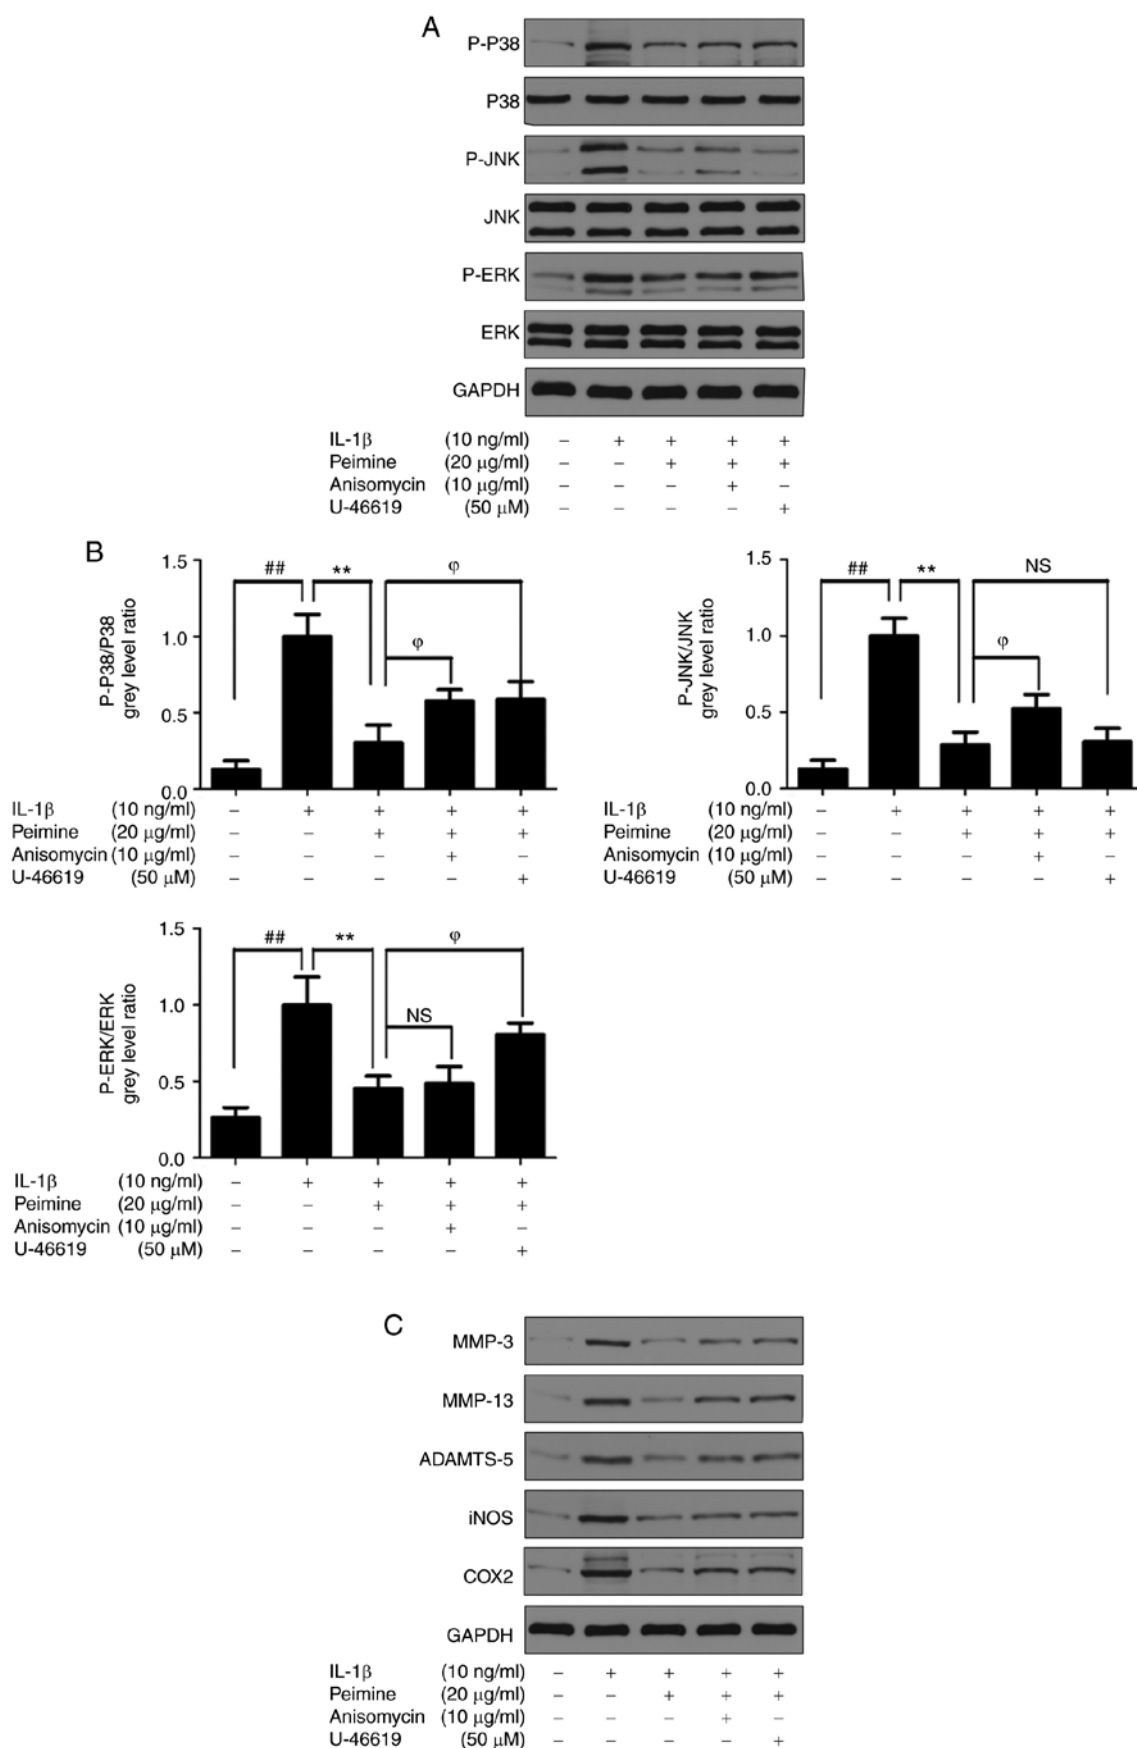 A
P-P38
P38
P-JNK
JNK
P-ERK
ERK
GAPDH
IL-1β (10 ng/ml) – + + + +
Peimine (20 μg/ml) – – + + +
Anisomycin (10 μg/ml) – – – + –
U-46619 (50 μM) – – – – +
B
P-P38/P38
grey level ratio
1.5
1.0
0.5
0.0
## ** φ
φ
IL-1β (10 ng/ml) – + + + +
Peimine (20 μg/ml) – – + + +
Anisomycin (10 μg/ml) – – – + –
U-46619 (50 μM) – – – – +
P-JNK/JNK
grey level ratio
1.5
1.0
0.5
0.0
## ** NS
φ
IL-1β (10 ng/ml) – + + + +
Peimine (20 μg/ml) – – + + +
Anisomycin (10 μg/ml) – – – + –
U-46619 (50 μM) – – – – +
P-ERK/ERK
grey level ratio
1.5
1.0
0.5
0.0
## ** φ
NS
IL-1β (10 ng/ml) – + + + +
Peimine (20 μg/ml) – – + + +
Anisomycin (10 μg/ml) – – – + –
U-46619 (50 μM) – – – – +
C
MMP-3
MMP-13
ADAMTS-5
iNOS
COX2
GAPDH
IL-1β (10 ng/ml) – + + + +
Peimine (20 μg/ml) – – + + +
Anisomycin (10 μg/ml) – – – + –
U-46619 (50 μM) – – – – +